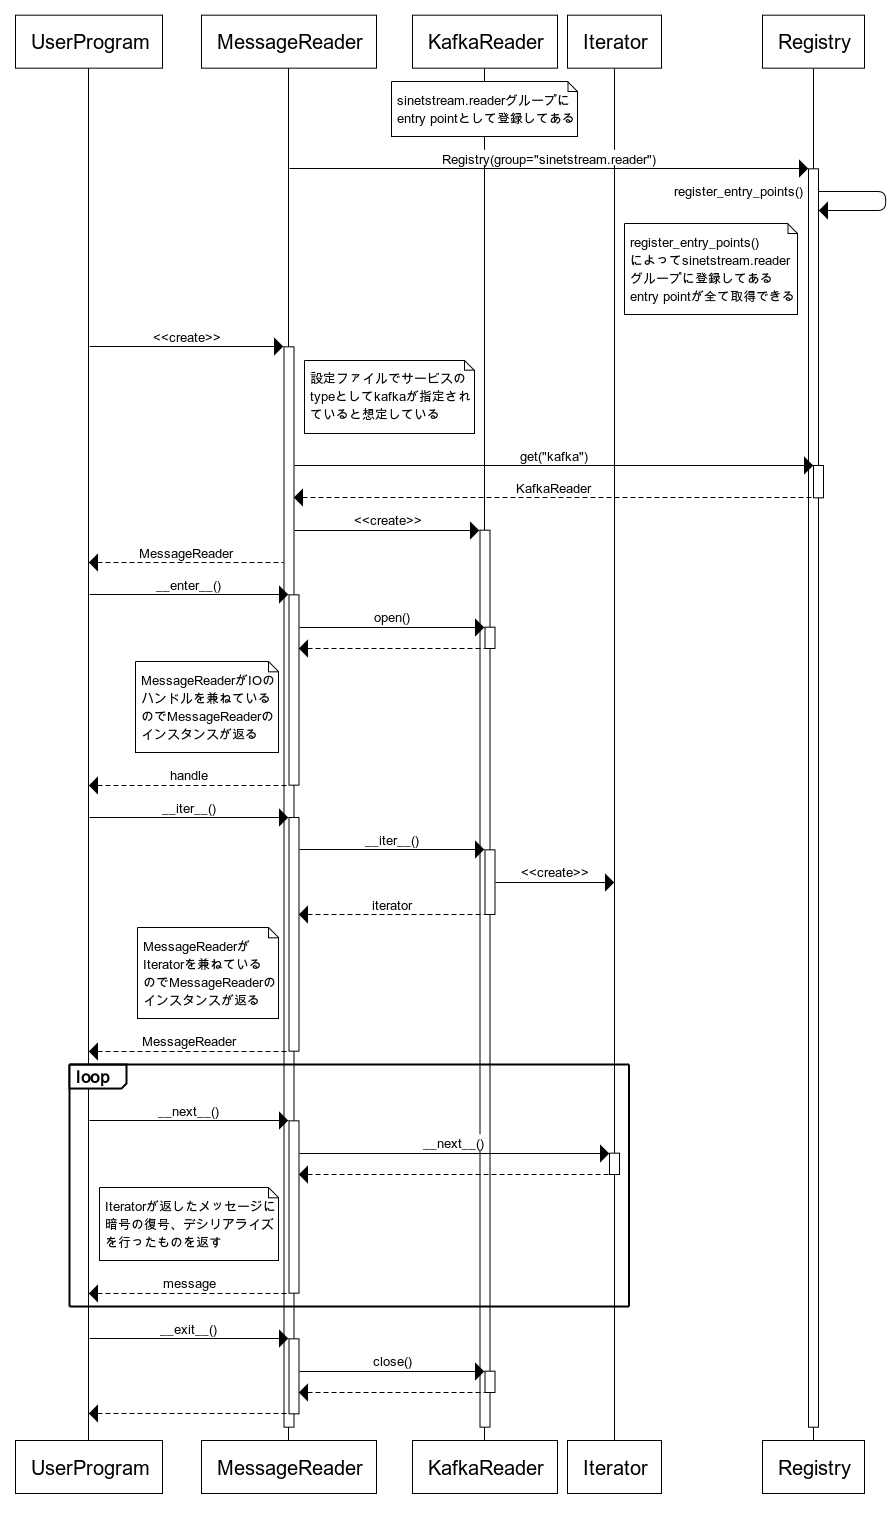 UserProgram
MessageReader
KafkaReader
Iterator
Registry
sinetstream.readerグループに
entry pointとして登録してある
Registry(group="sinetstream.reader")
register_entry_points()
register_entry_points()
によってsinetstream.reader
グループに登録してある
entry pointが全て取得できる
<<create>>
設定ファイルでサービスの
typeとしてkafkaが指定され
ていると想定している
get("kafka")
KafkaReader
<<create>>
MessageReader
__enter__()
open()
MessageReaderがIOの
ハンドルを兼ねている
のでMessageReaderの
インスタンスが返る
handle
__iter__()
__iter__()
<<create>>
iterator
MessageReaderが
Iteratorを兼ねている
のでMessageReaderの
インスタンスが返る
MessageReader
loop
__next__()
__next__()
Iteratorが返したメッセージに
暗号の復号、デシリアライズ
を行ったものを返す
message
__exit__()
close()
UserProgram
MessageReader
KafkaReader
Iterator
Registry